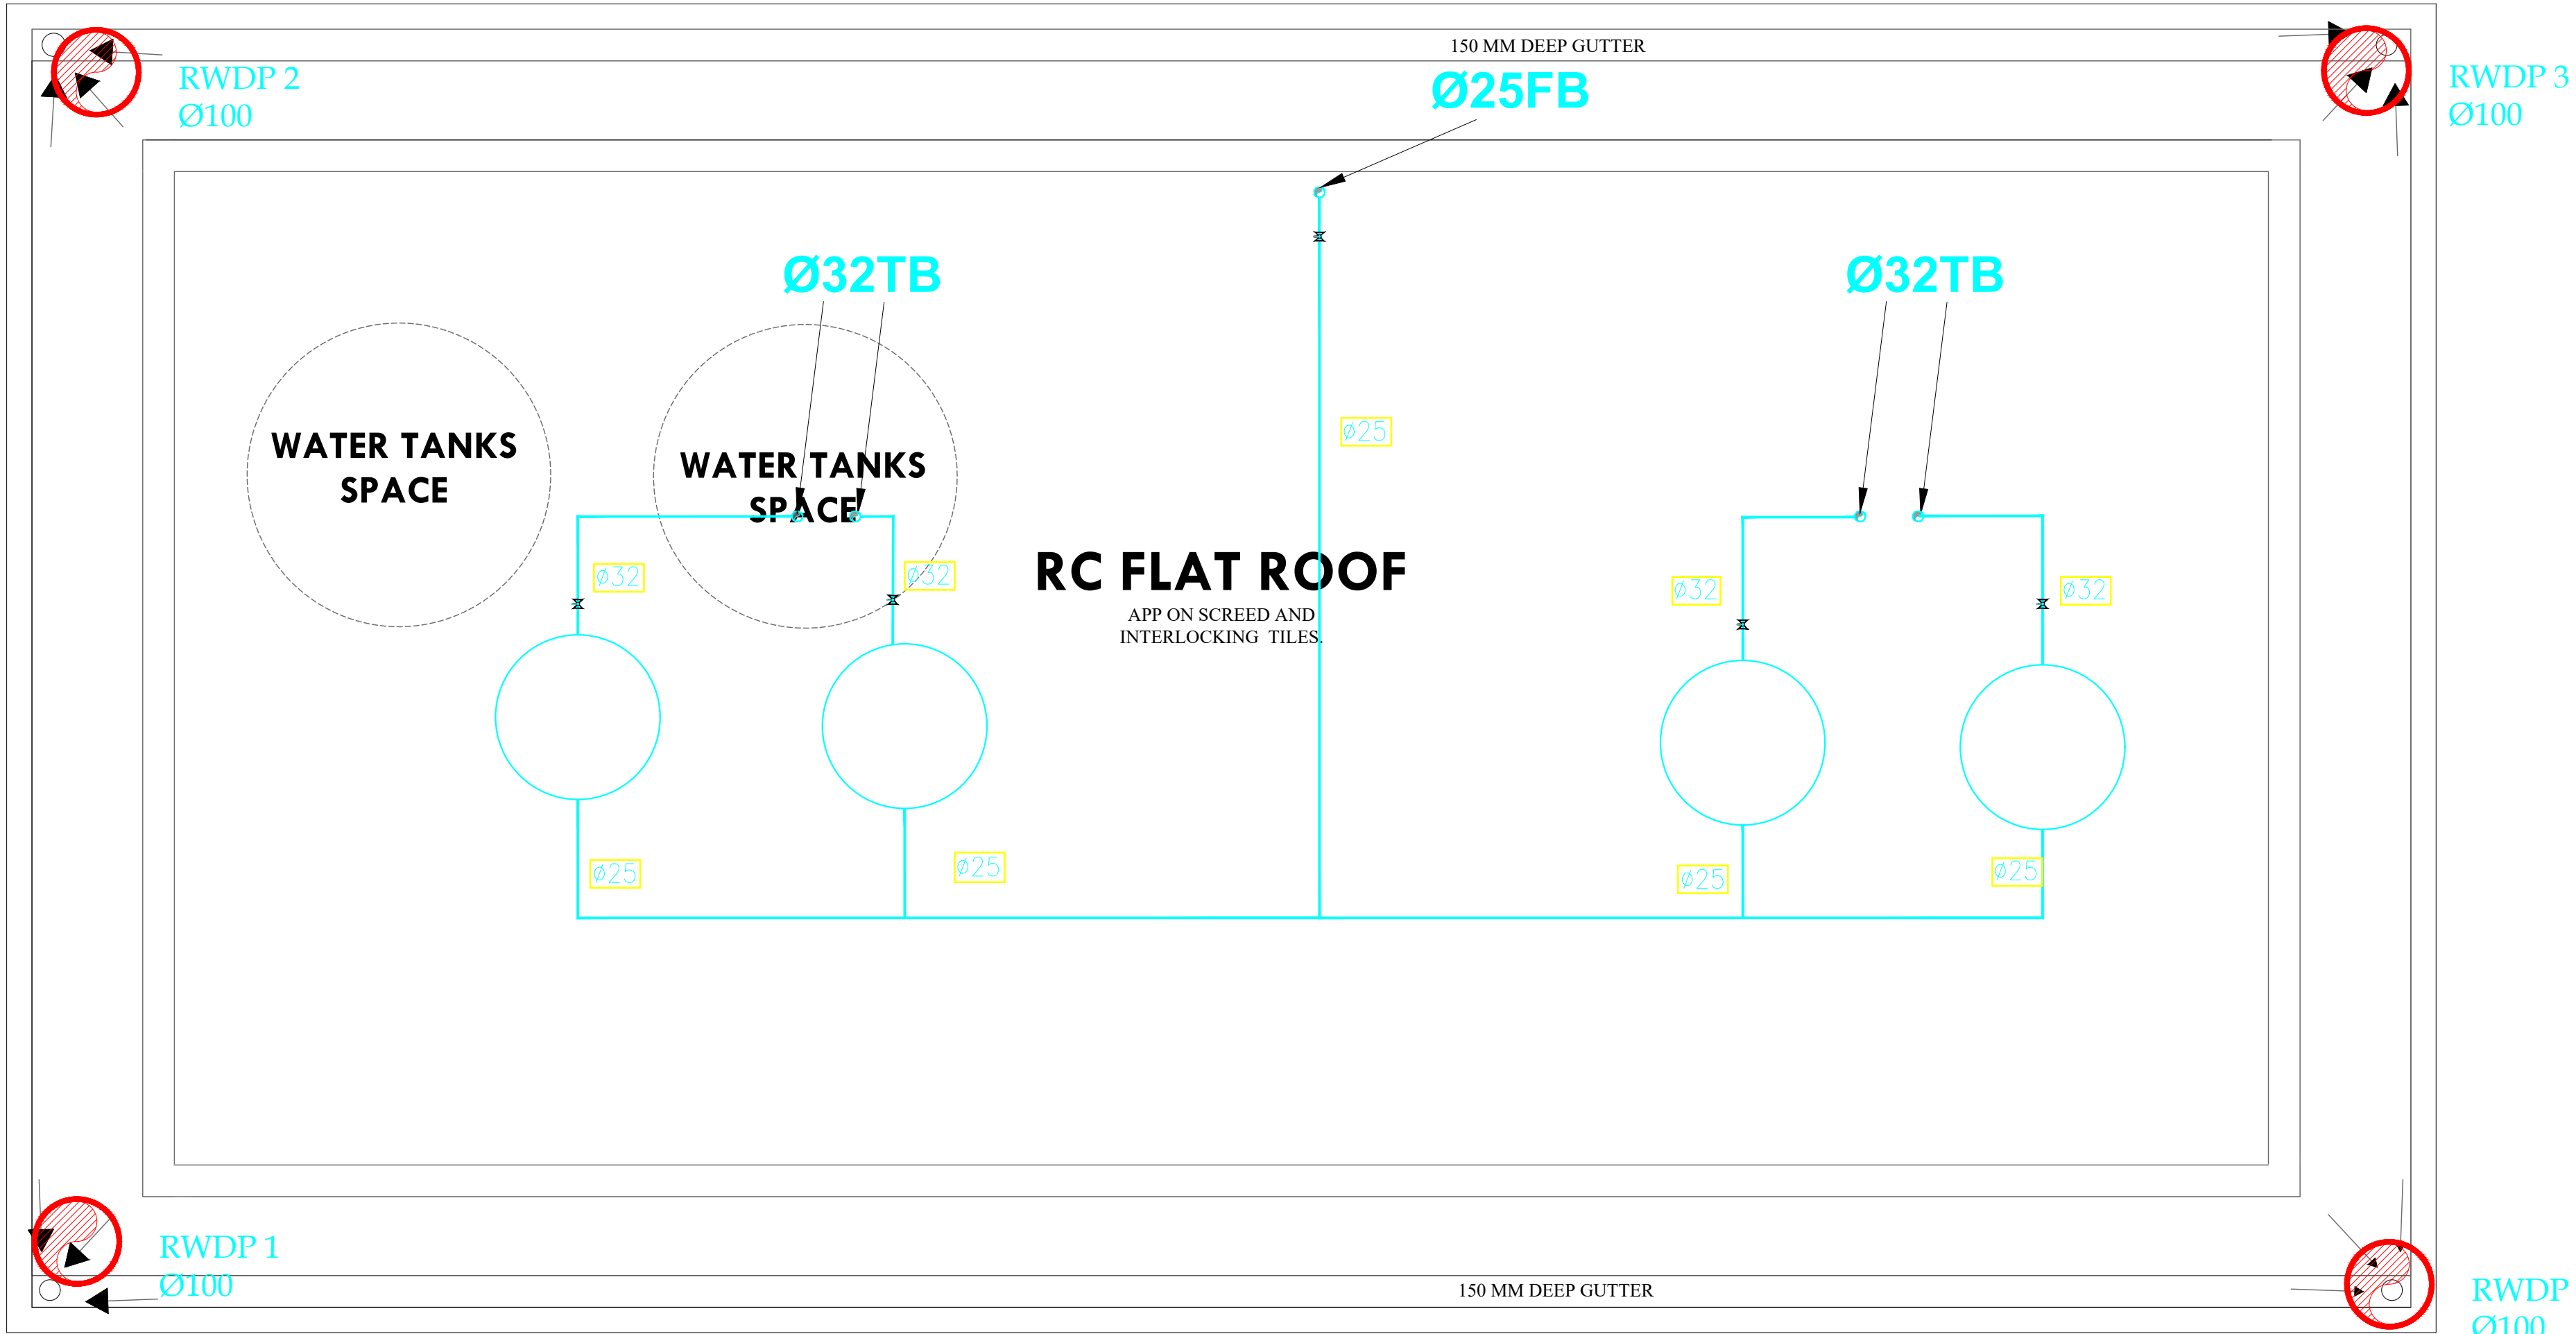 150 MM DEEP GUTTER
RWDP 2
Ø100
Ø25FB
RWDP 3
Ø100
Ø32TB
Ø32TB
WATER TANKS
SPACE
WATER TANKS
SPACE
Ø25
RC FLAT ROOF
APP ON SCREED AND
INTERLOCKING TILES.
Ø32
Ø32
Ø32
Ø32
Ø25
Ø25
Ø25
Ø25
RWDP 1
Ø100
150 MM DEEP GUTTER
RWDP
Ø100